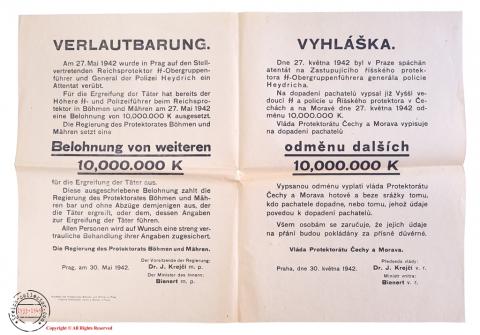 VERLAUTBARUNG.
Am 27. Mai 1942 wurde in Prag auf den Stell-
vertretenden Reichsprotektor ᛋᛋ-Obergruppen-
führer und General der Polizei Heydrich ein
Attentat verübt.
Für die Ergreifung der Täter hat bereits der
Höhere ᛋᛋ- und Polizeiführer beim Reichsprotek-
tor in Böhmen und Mähren am 27. Mai 1942
eine Belohnung von 10,000.000 K ausgesetzt.
Die Regierung des Protektorates Böhmen und
Mähren setzt eine
Belohnung von weiteren
10,000.000 K
für die Ergreifung der Täter aus.
Diese ausgeschriebene Belohnung zahlt die
Regierung des Protektorates Böhmen und Mäh-
ren bar und ohne Abzüge demjenigen aus, der
die Täter ergreift, oder dem, dessen Angaben
zur Ergreifung der Täter führen.
Allen Personen wird auf Wunsch eine streng ver-
trauliche Behandlung ihrer Angaben zugesichert.
Die Regierung des Protektorates Böhmen und Mähren.
Prag, am 30. Mai 1942.
Der Vorsitzende der Regierung:
Dr. J. Krejčí m. p.
Der Minister des Innern:
Bienert m. p.
VYHLÁŠKA.
Dne 27. května 1942 byl v Praze spáchán
atentát na Zastupujícího říšského protek-
tora ᛋᛋ-Obergruppenführera generála policie
Heydricha.
Na dopadení pachatelů vypsal již Vyšší ve-
doucí ᛋᛋ a policie u Říšského protektora v Če-
chách a na Moravě dne 27. května 1942 odmě-
nu 10,000.000 K.
Vláda Protektorátu Čechy a Morava vypisuje
na dopadení pachatelů
odměnu dalších
10,000.000 K
Vypsanou odměnu vyplatí vláda Protektorátu
Čechy a Morava hotově a beze srážky tomu,
kdo pachatele dopadne, nebo tomu, jehož údaje
povedou k dopadení pachatelů.
Všem osobám se zaručuje, že jejich údaje
na přání budou pokládány za přísně důvěrné.
Vláda Protektorátu Čechy a Morava.
Praha, dne 30. května 1942.
Předseda vlády:
Dr. J. Krejčí v. r.
Ministr vnitra:
Bienert v. r.
Copyright © All Rights Reserved